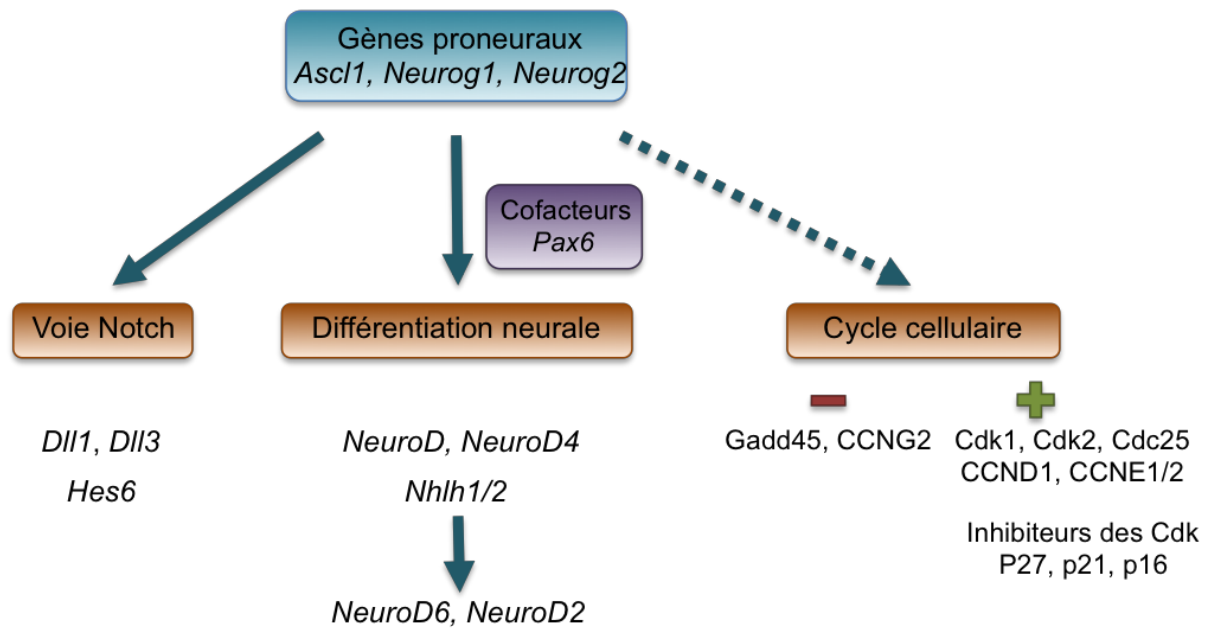 Gènes proneuraux
Ascl1, Neurog1, Neurog2
Cofacteurs
Pax6
Voie Notch
Différentiation neurale
Cycle cellulaire
Dll1, Dll3
Hes6
NeuroD, NeuroD4
Nhlh1/2
NeuroD6, NeuroD2
Gadd45, CCNG2
Cdk1, Cdk2, Cdc25
CCND1, CCNE1/2
Inhibiteurs des Cdk
P27, p21, p16